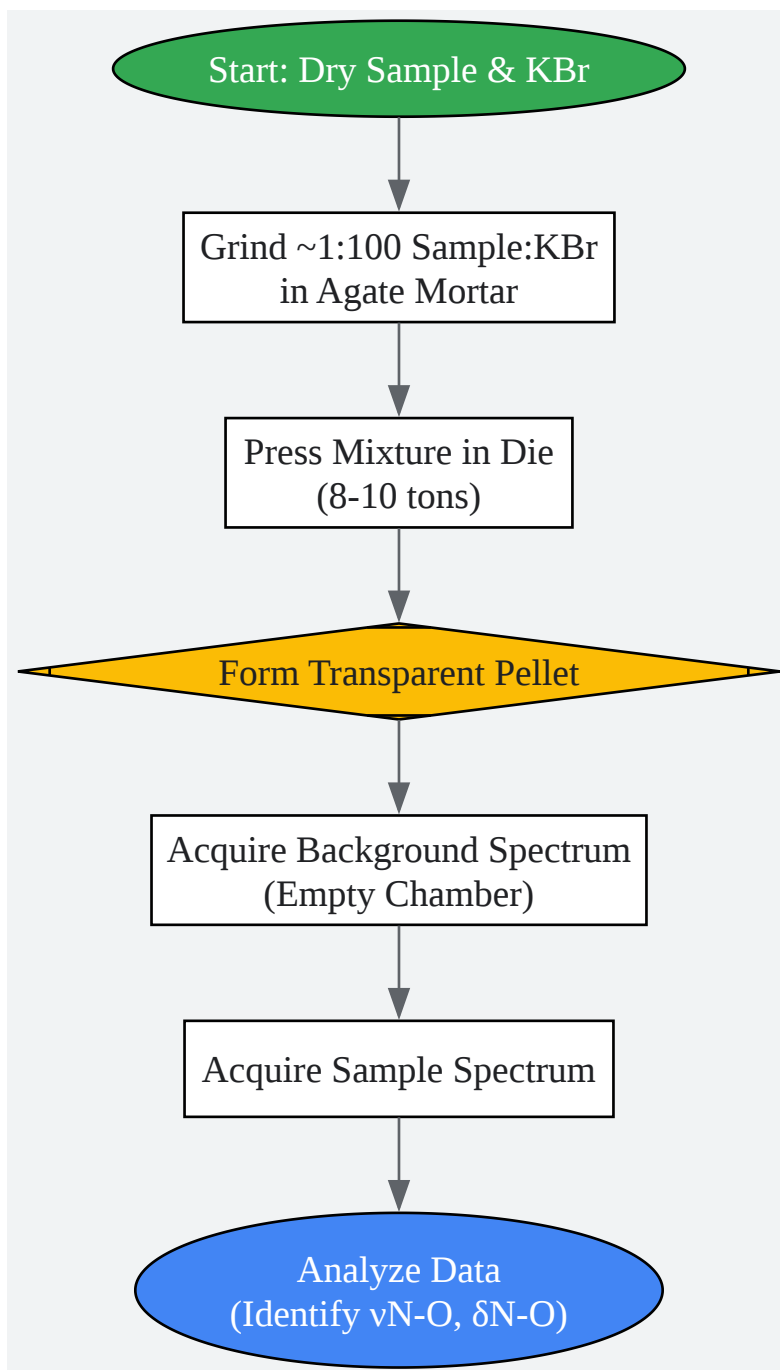 Start: Dry Sample & KBr
Grind ~1:100 Sample:KBr
in Agate Mortar
Press Mixture in Die
(8-10 tons)
Form Transparent Pellet
Acquire Background Spectrum
(Empty Chamber)
Acquire Sample Spectrum
Analyze Data
(Identify νN-O, δN-O)